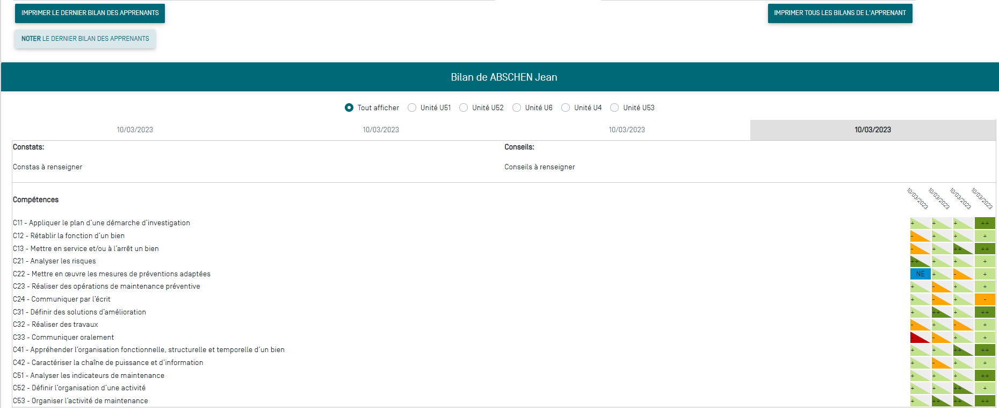 IMPRIMER LE DERNIER BILAN DES APPRENANTS
IMPRIMER TOUS LES BILANS DE L'APPRENANT
NOTER LE DERNIER BILAN DES APPRENANTS
Bilan de ABSCHEN Jean
Tout afficher Unité U51 Unité U52 Unité U6 Unité U4 Unité U53
10/03/2023 10/03/2023 10/03/2023 10/03/2023
Constats: Conseils:
Constas à renseigner Conseils à renseigner
Compétences 10/03/2023 10/03/2023 10/03/2023 10/03/2023
C11 - Appliquer le plan d'une démarche d'investigation + + + ++
C12 - Rétablir la fonction d'un bien - + + +
C13 - Mettre en service et/ou à l'arrêt un bien - + ++ ++
C21 - Analyser les risques ++ + + +
C22 - Mettre en œuvre les mesures de préventions adaptées NE + - +
C23 - Réaliser des opérations de maintenance préventive + - + +
C24 - Communiquer par l'écrit + - + -
C31 - Définir des solutions d'amélioration + ++ + ++
C32 - Réaliser des travaux - + - +
C33 - Communiquer oralement -- - + +
C41 - Appréhender l'organisation fonctionnelle, structurelle et temporelle d'un bien + + ++ ++
C42 - Caractériser la chaîne de puissance et d'information + - + +
C51 - Analyser les indicateurs de maintenance + + + ++
C52 - Définir l'organisation d'une activité + + ++ +
C53 - Organiser l'activité de maintenance + ++ ++ ++